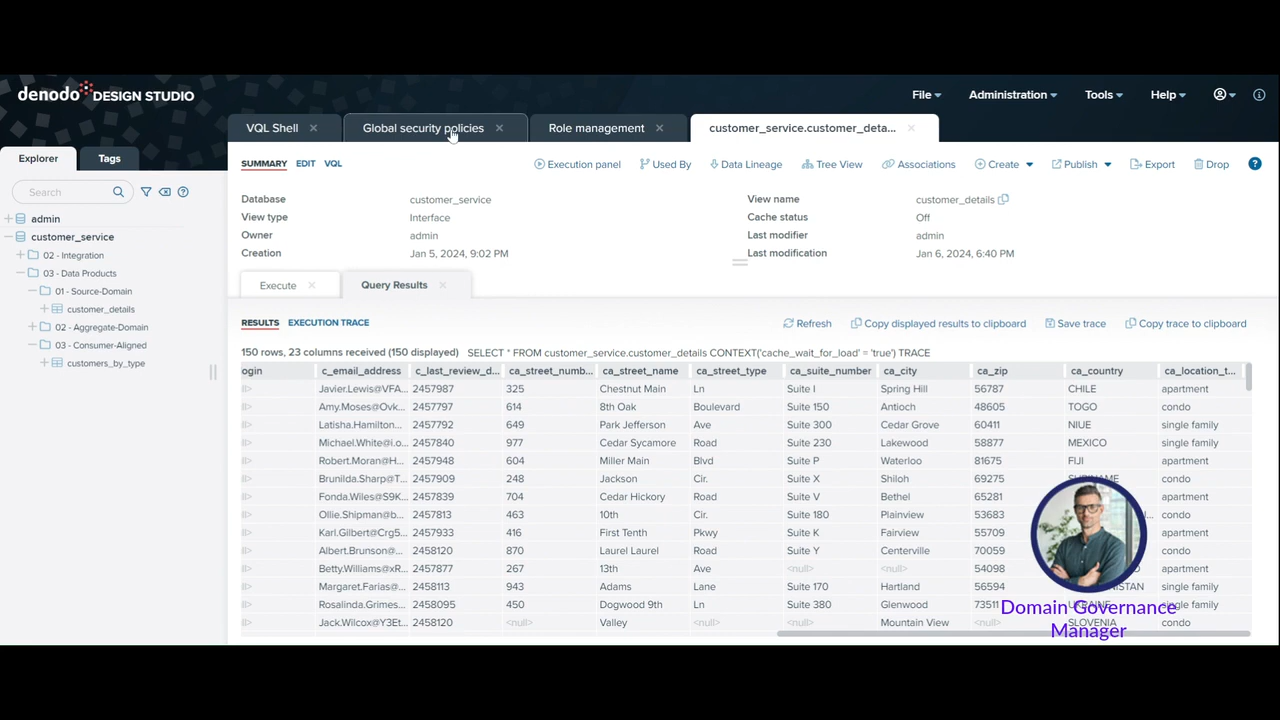 denodo DESIGN STUDIO
File Administration Tools Help
VQL Shell Global security policies Role management customer_service.customer_deta...
Explorer Tags
SUMMARY EDIT VQL Execution panel Used By Data Lineage Tree View Associations Create Publish Export Drop
Search
Database customer_service View name customer_details
View type Interface Cache status Off
Owner admin Last modifier admin
Creation Jan 5, 2024, 9:02 PM Last modification Jan 6, 2024, 6:40 PM
admin
customer_service
02 - Integration
03 - Data Products
01 - Source-Domain
customer_details
02 - Aggregate-Domain
03 - Consumer-Aligned
customers_by_type
Execute Query Results
RESULTS EXECUTION TRACE Refresh Copy displayed results to clipboard Save trace Copy trace to clipboard
150 rows, 23 columns received (150 displayed) SELECT * FROM customer_service.customer_details CONTEXT('cache_wait_for_load' = 'true') TRACE
ogin c_email_address c_last_review_d... ca_street_numb... ca_street_name ca_street_type ca_suite_number ca_city ca_zip ca_country ca_location_t...
Javier.Lewis@VFA... 2457987 325 Chestnut Main Ln Suite I Spring Hill 56787 CHILE apartment
Amy.Moses@Ovk... 2457797 614 8th Oak Boulevard Suite 150 Antioch 48605 TOGO condo
Latisha.Hamilton... 2457792 649 Park Jefferson Ave Suite 300 Cedar Grove 60411 NIUE single family
Michael.White@i.o... 2457840 977 Cedar Sycamore Road Suite 230 Lakewood 58877 MEXICO single family
Robert.Moran@H... 2457948 604 Miller Main Blvd Suite P Waterloo 81675 FIJI apartment
Brunilda.Sharp@T... 2457909 248 Jackson Cir. Suite X Shiloh 69275 SURINAME condo
Fonda.Wiles@S9K... 2457839 704 Cedar Hickory Road Suite V Bethel 65281 apartment
Ollie.Shipman@b... 2457813 463 10th Cir. Suite 180 Plainview 53683 condo
Karl.Gilbert@Crg5... 2457933 416 First Tenth Pkwy Suite K Fairview 55709 apartment
Albert.Brunson@... 2458120 870 Laurel Laurel Road Suite Y Centerville 70059 condo
Betty.Williams@xR... 2457877 267 13th Ave <null> <null> 54098 apartment
Margaret.Farias@... 2458113 943 Adams Lane Suite 170 Hartland 56594 single family
Rosalinda.Grimes... 2458095 450 Dogwood 9th Ln Suite 380 Glenwood 73511 UKRAINE single family
Jack.Wilcox@Y3Et... 2458120 <null> Valley <null> <null> Mountain View <null> SLOVENIA condo
Domain Governance
Manager